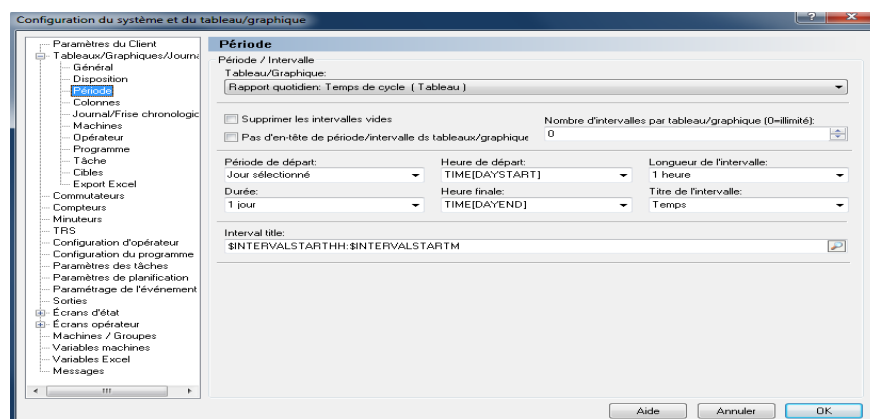 Configuration du système et du tableau/graphique
Paramètres du Client
Tableaux/Graphiques/Journa
Général
Disposition
Période
Colonnes
Journal/Frise chronologic
Machines
Opérateur
Programme
Tâche
Cibles
Export Excel
Commutateurs
Compteurs
Minuteurs
TRS
Configuration d'opérateur
Configuration du programme
Paramètres des tâches
Paramètres de planification
Paramétrage de l'événement
Sorties
Écrans d'état
Écrans opérateur
Machines / Groupes
Variables machines
Variables Excel
Messages
Période
Période / Intervalle
Tableau/Graphique:
Rapport quotidien: Temps de cycle ( Tableau )
Supprimer les intervalles vides
Pas d'en-tête de période/intervalle ds tableaux/graphique
Nombre d'intervalles par tableau/graphique (0=illimité):
0
Période de départ: Heure de départ: Longueur de l'intervalle:
Jour sélectionné TIME[DAYSTART] 1 heure
Durée: Heure finale: Titre de l'intervalle:
1 jour TIME[DAYEND] Temps
Interval title:
$INTERVALSTARTHH:$INTERVALSTARTM
Aide Annuler OK